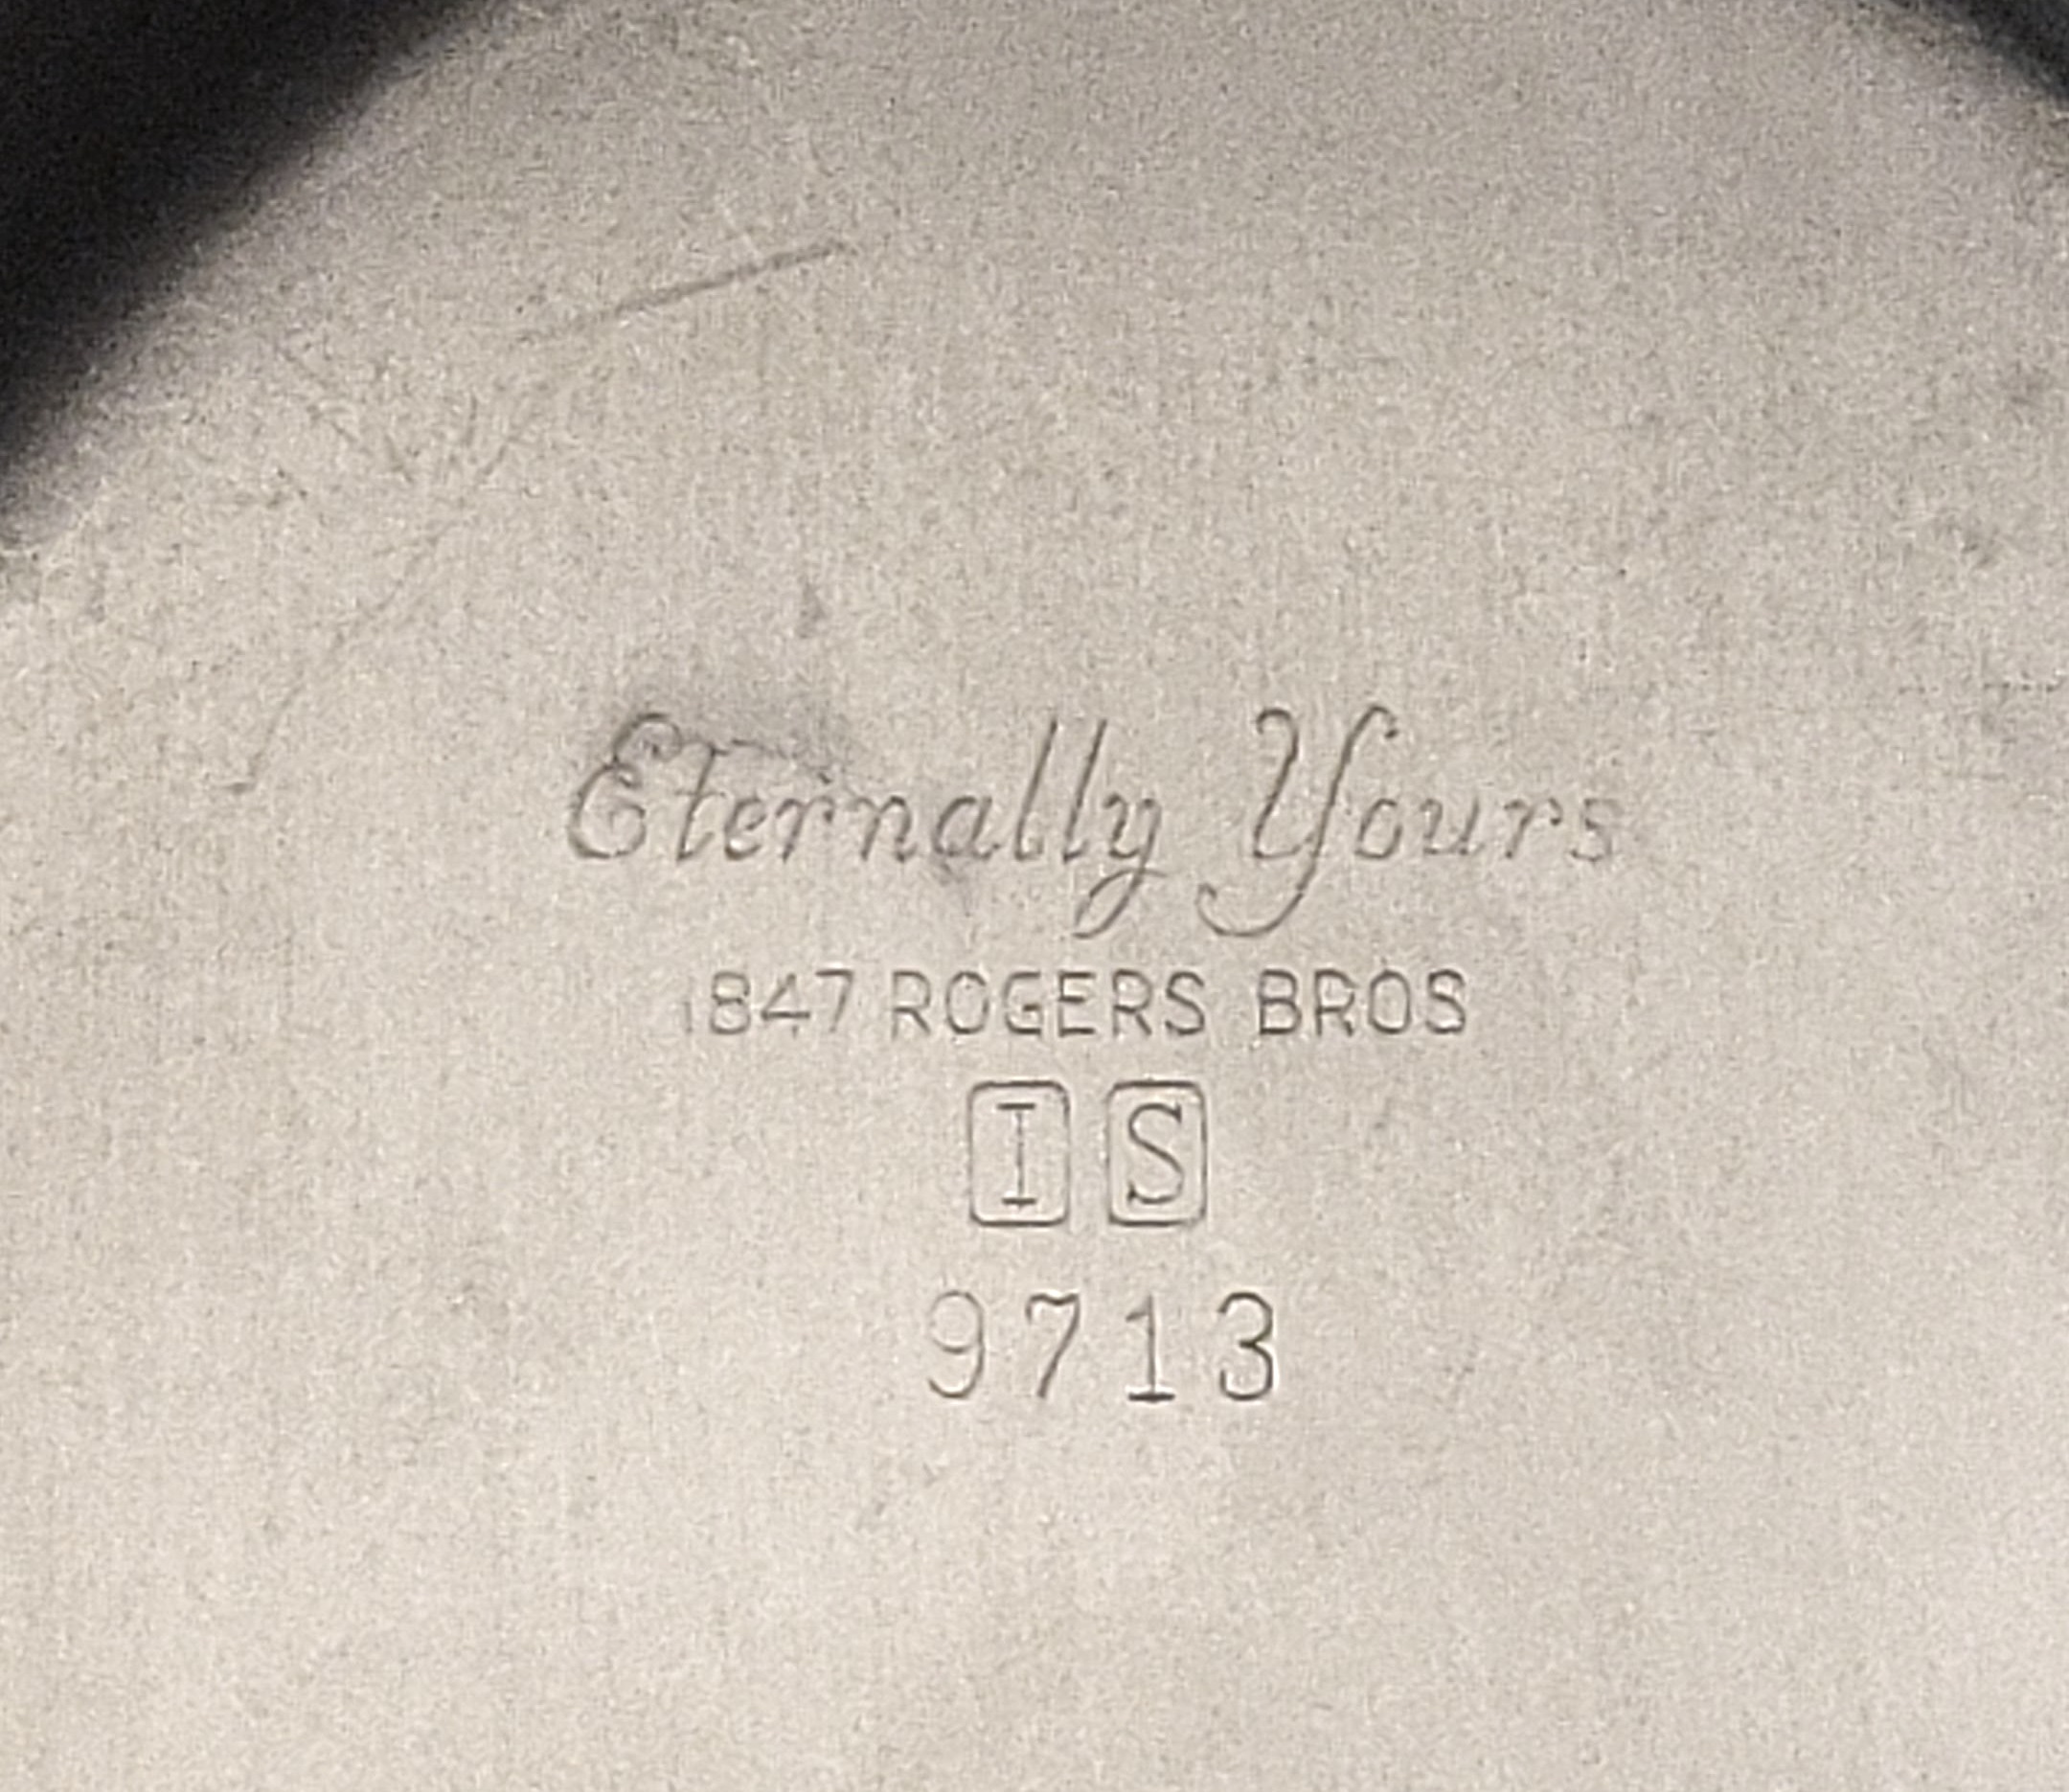 Eternally Yours
1847 ROGERS BROS
I S
9713